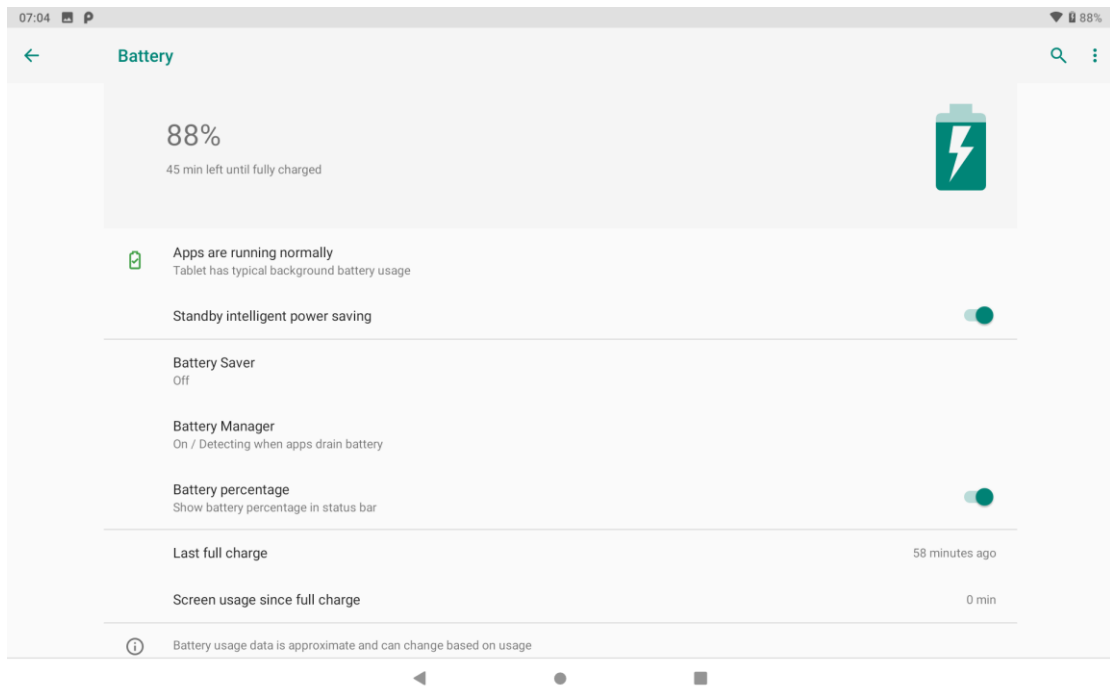 07:04 88%
Battery
88%
45 min left until fully charged
Apps are running normally
Tablet has typical background battery usage
Standby intelligent power saving
Battery Saver
Off
Battery Manager
On / Detecting when apps drain battery
Battery percentage
Show battery percentage in status bar
Last full charge 58 minutes ago
Screen usage since full charge 0 min
Battery usage data is approximate and can change based on usage